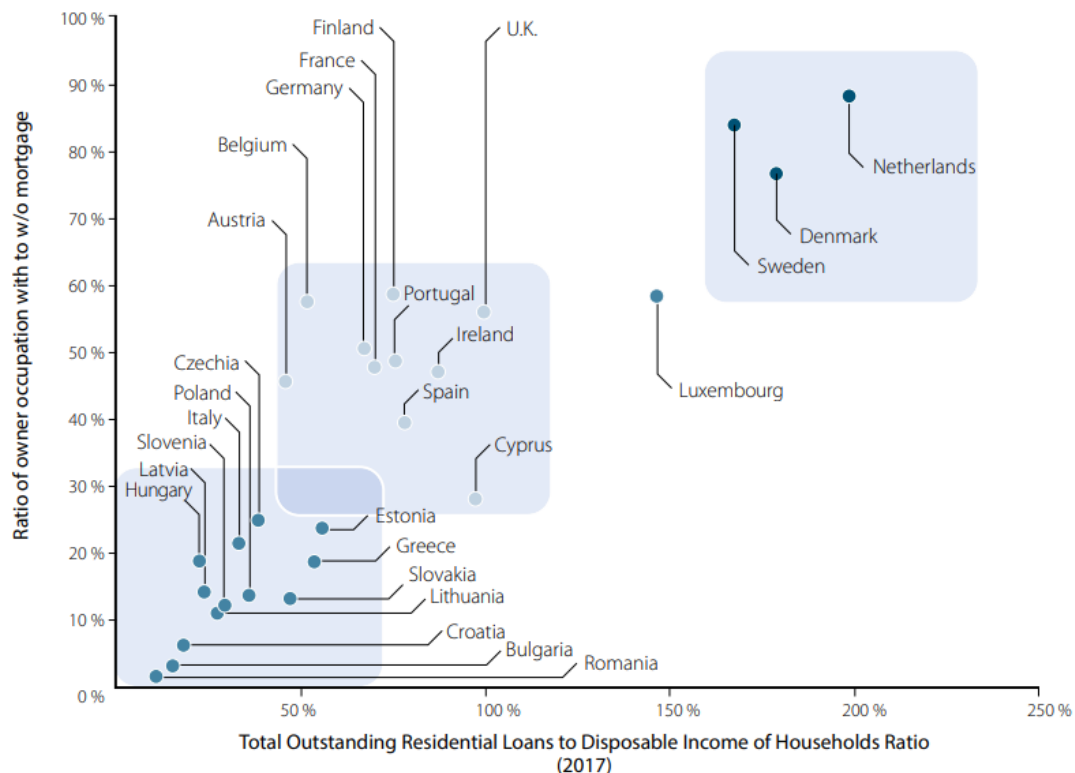 100 %
90 %
80 %
70 %
60 %
50 %
40 %
30 %
20 %
10 %
0 %
Ratio of owner occupation with to w/o mortgage
Finland
U.K.
France
Germany
Belgium
Netherlands
Austria
Denmark
Sweden
Portugal
Ireland
Czechia
Luxembourg
Poland
Spain
Italy
Slovenia
Cyprus
Latvia
Hungary
Estonia
Greece
Slovakia
Lithuania
Croatia
Bulgaria
Romania
50 %
100 %
150 %
200 %
250 %
Total Outstanding Residential Loans to Disposable Income of Households Ratio
(2017)